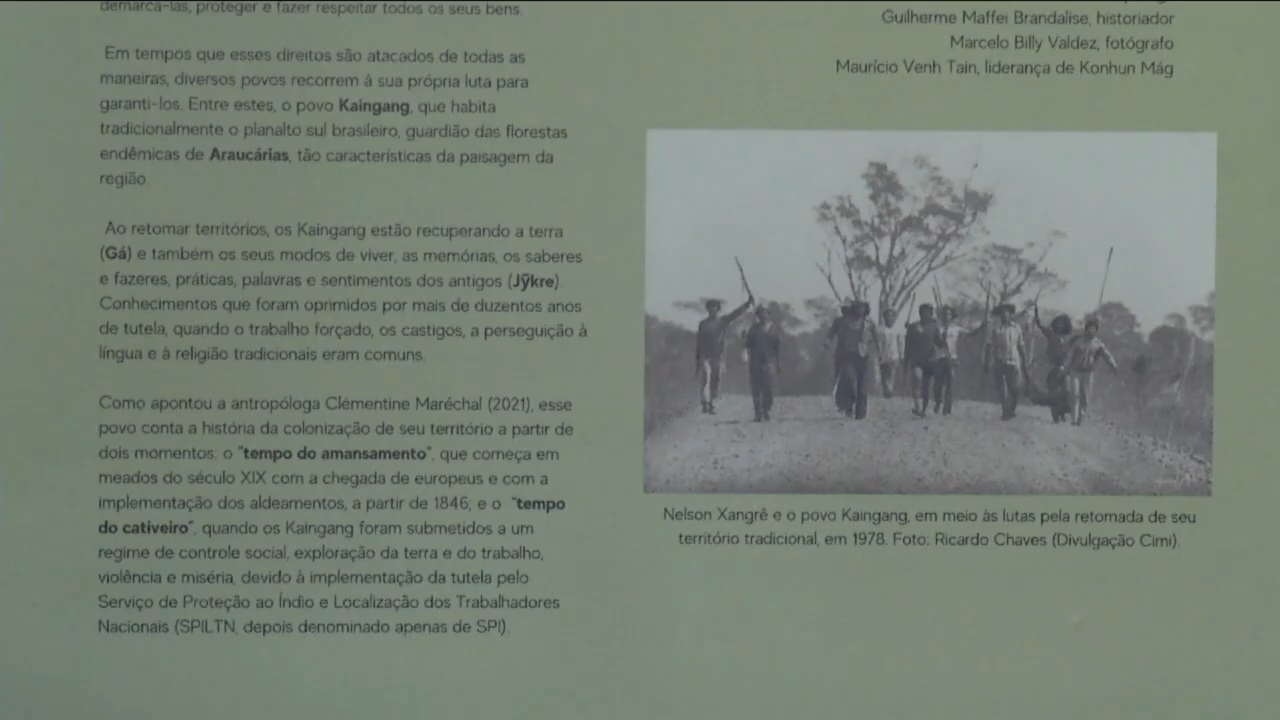 demarcá-las, proteger e fazer respeitar todos os seus bens.
Em tempos que esses direitos são atacados de todas as
maneiras, diversos povos recorrem à sua própria luta para
garanti-los. Entre estes, o povo Kaingang, que habita
tradicionalmente o planalto sul brasileiro, guardião das florestas
endêmicas de Araucárias, tão características da paisagem da
região.
Ao retomar territórios, os Kaingang estão recuperando a terra
(Gá) e também os seus modos de viver, as memórias, os saberes
e fazeres, práticas, palavras e sentimentos dos antigos (Jỹkre).
Conhecimentos que foram oprimidos por mais de duzentos anos
de tutela, quando o trabalho forçado, os castigos, a perseguição à
língua e à religião tradicionais eram comuns.
Como apontou a antropóloga Clémentine Maréchal (2021), esse
povo conta a história da colonização de seu território a partir de
dois momentos: o "tempo do amansamento", que começa em
meados do século XIX com a chegada de europeus e com a
implementação dos aldeamentos, a partir de 1846; e o "tempo
do cativeiro", quando os Kaingang foram submetidos a um
regime de controle social, exploração da terra e do trabalho,
violência e miséria, devido à implementação da tutela pelo
Serviço de Proteção ao Índio e Localização dos Trabalhadores
Nacionais (SPILTN, depois denominado apenas de SPI).
Guilherme Maffei Brandalise, historiador
Marcelo Billy Valdez, fotógrafo
Maurício Venh Tain, liderança de Konhun Mág
Nelson Xangrê e o povo Kaingang, em meio às lutas pela retomada de seu
território tradicional, em 1978. Foto: Ricardo Chaves (Divulgação Cimi).